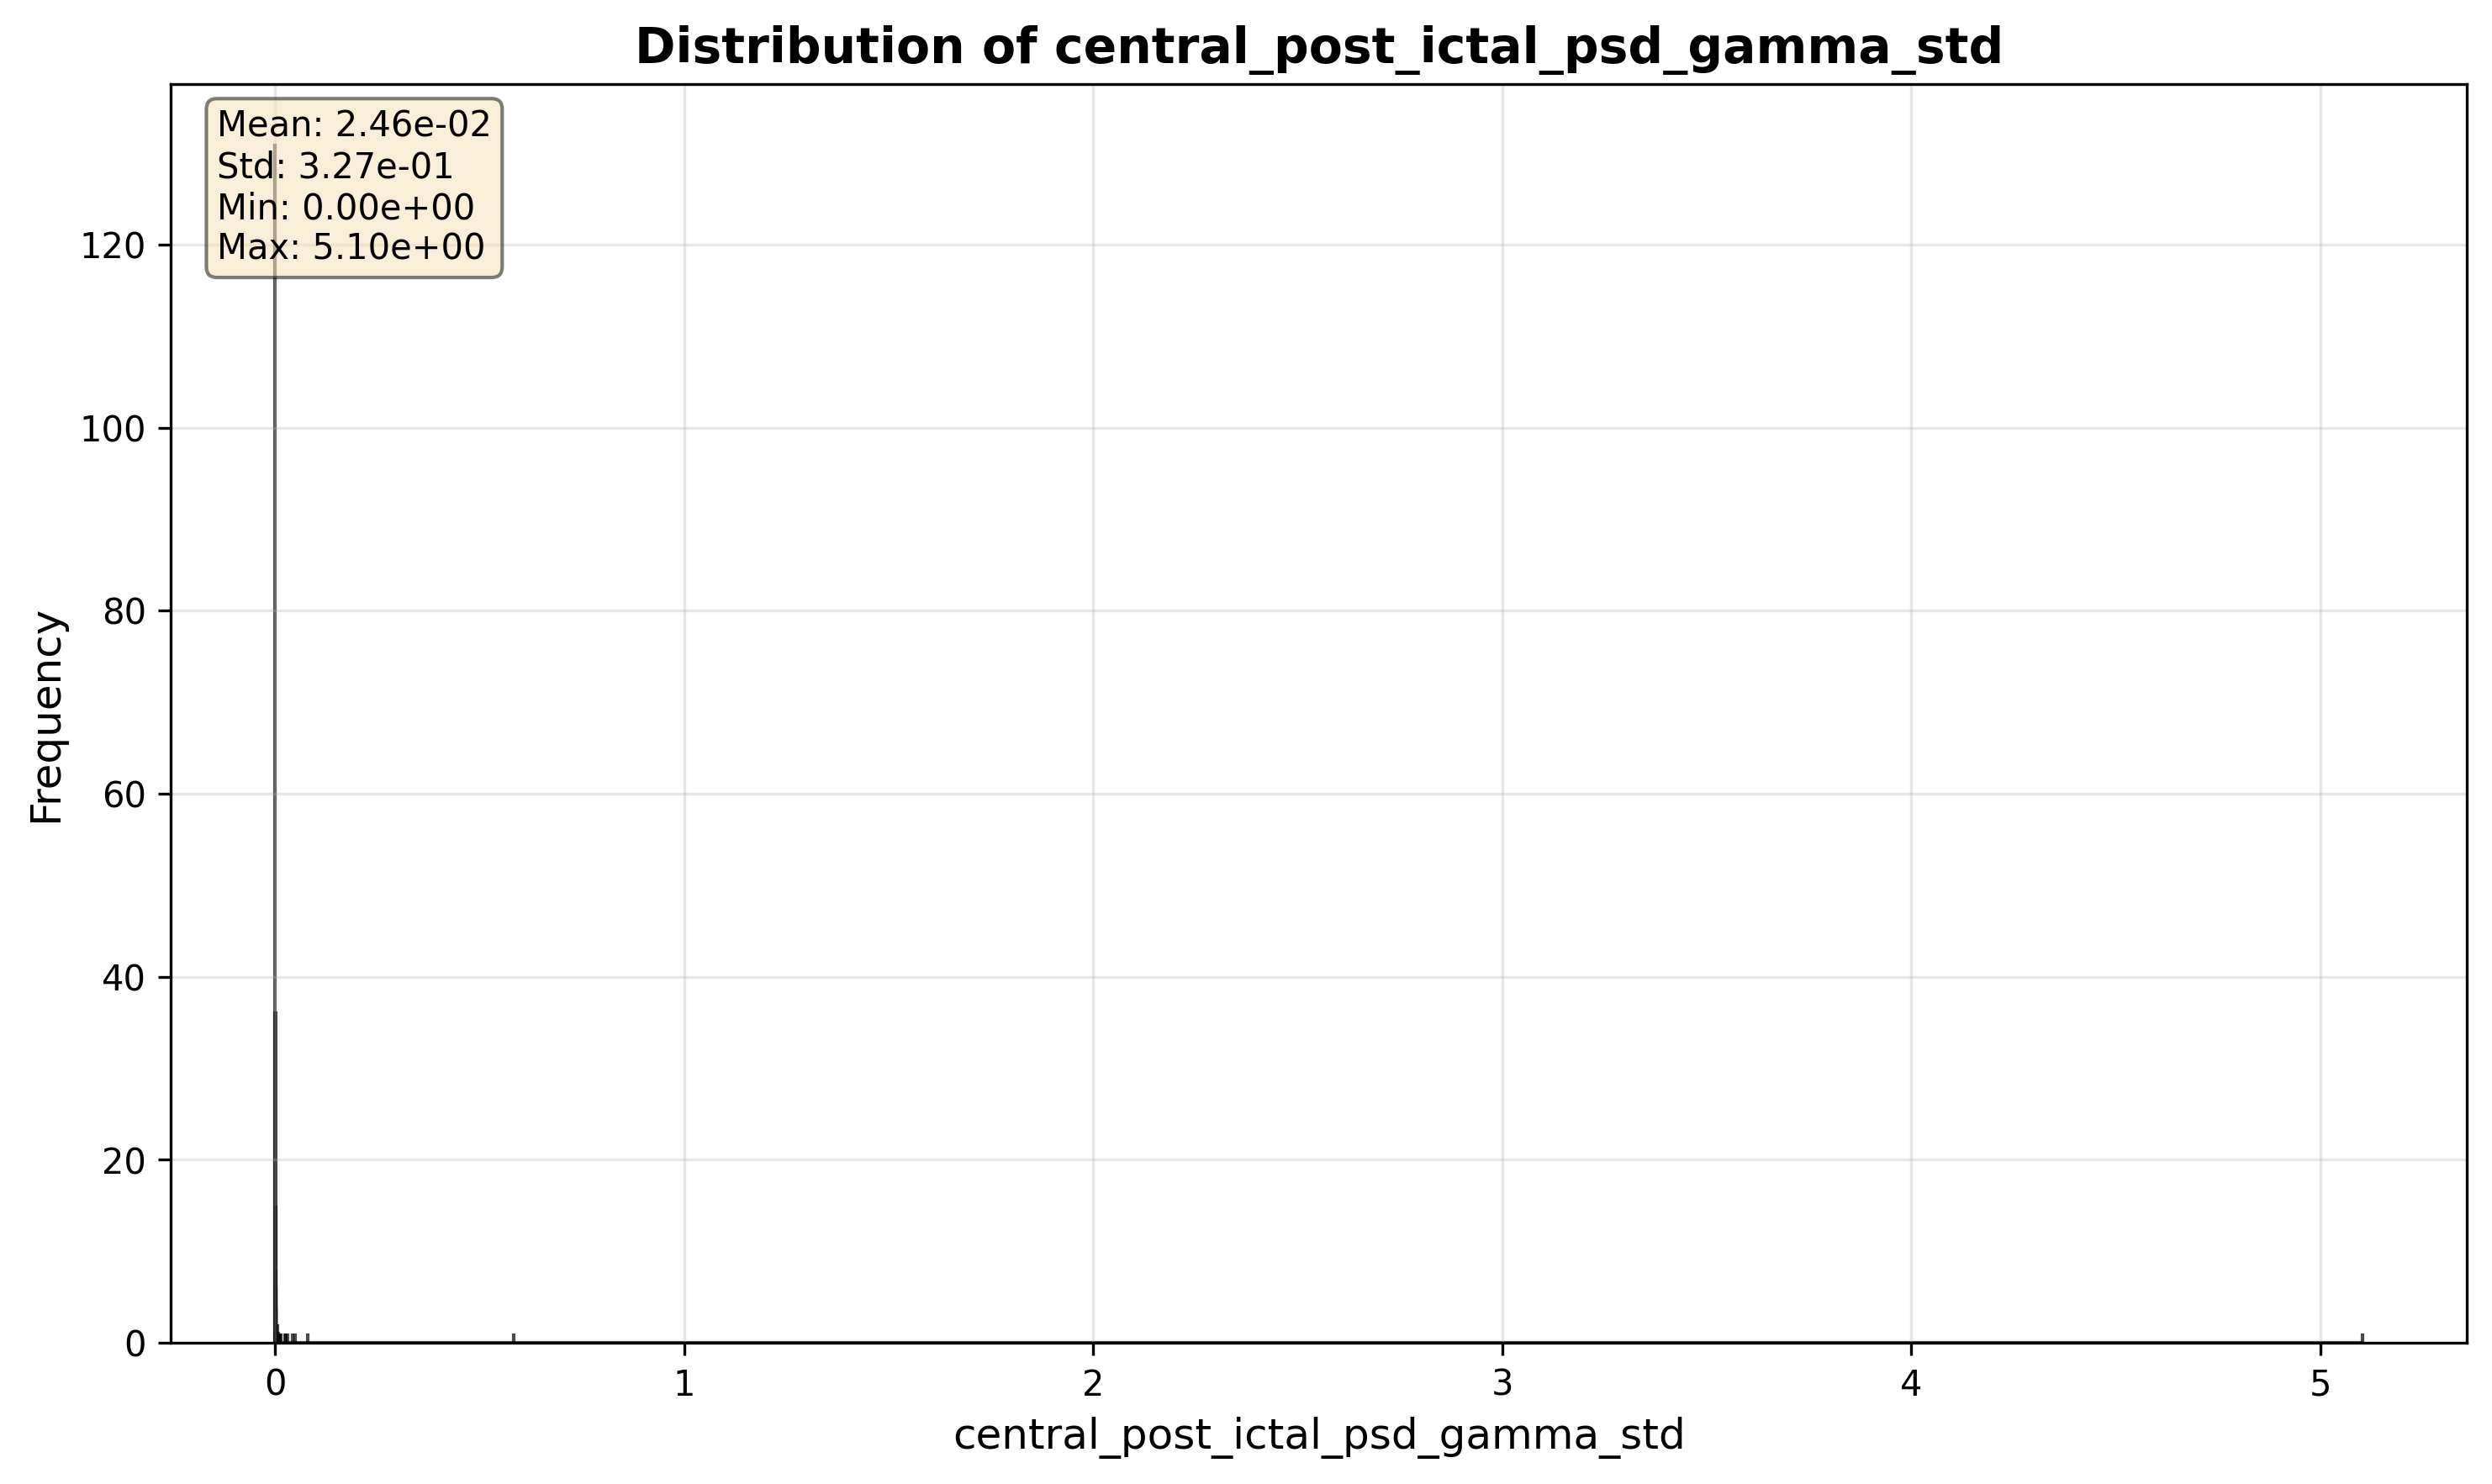 Distribution of central_post_ictal_psd_gamma_std
Mean: 2.46e-02
Std: 3.27e-01
Min: 0.00e+00
Max: 5.10e+00
120
100
80
60
40
20
0
Frequency
0 1 2 3 4 5
central_post_ictal_psd_gamma_std